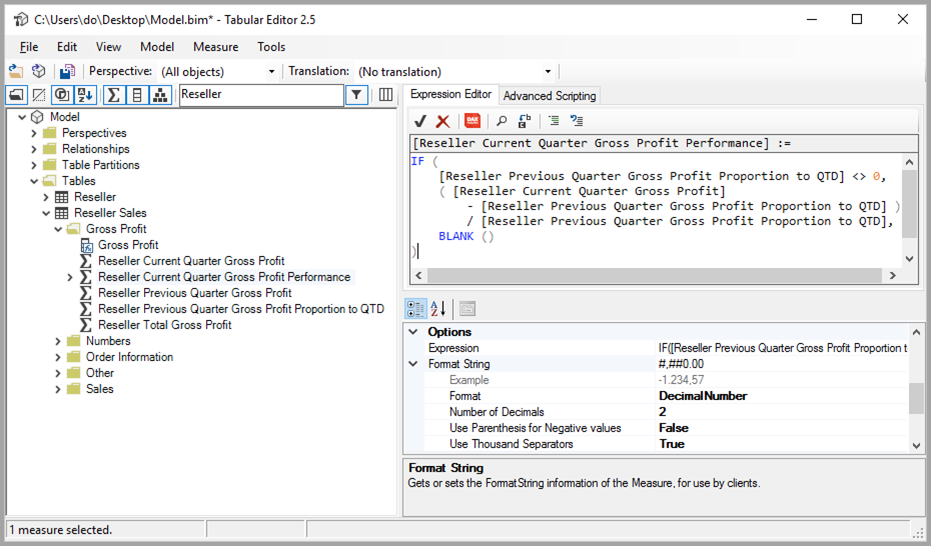 C:\Users\do\Desktop\Model.bim* - Tabular Editor 2.5
File Edit View Model Measure Tools
Perspective: (All objects) Translation: (No translation)
Reseller
Model
Perspectives
Relationships
Table Partitions
Tables
Reseller
Reseller Sales
Gross Profit
Gross Profit
Reseller Current Quarter Gross Profit
Reseller Current Quarter Gross Profit Performance
Reseller Previous Quarter Gross Profit
Reseller Previous Quarter Gross Profit Proportion to QTD
Reseller Total Gross Profit
Numbers
Order Information
Other
Sales
Expression Editor Advanced Scripting
DAX
[Reseller Current Quarter Gross Profit Performance] :=
IF (
[Reseller Previous Quarter Gross Profit Proportion to QTD] <> 0,
( [Reseller Current Quarter Gross Profit]
- [Reseller Previous Quarter Gross Profit Proportion to QTD] )
/ [Reseller Previous Quarter Gross Profit Proportion to QTD],
BLANK ()
)
Options
Expression IF([Reseller Previous Quarter Gross Profit Proportion t
Format String #,##0.00
Example -1.234,57
Format DecimalNumber
Number of Decimals 2
Use Parenthesis for Negative values False
Use Thousand Separators True
Format String
Gets or sets the FormatString information of the Measure, for use by clients.
1 measure selected.